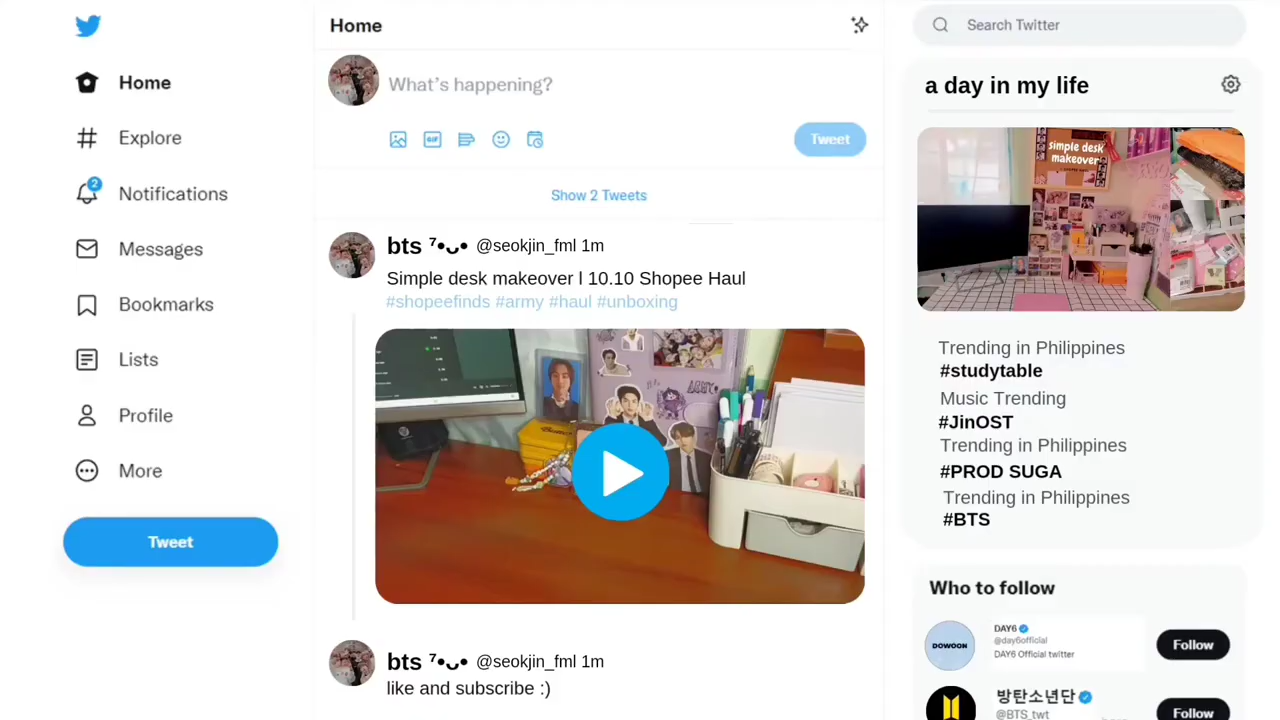 Home
Explore
2
Notifications
Messages
Bookmarks
Lists
Profile
More
Tweet
Home
What's happening?
GIF
Tweet
Show 2 Tweets
bts ⁷•ᴗ• @seokjin_fml 1m
Simple desk makeover l 10.10 Shopee Haul
#shopeefinds #army #haul #unboxing
ARMY
bts ⁷•ᴗ• @seokjin_fml 1m
like and subscribe :)
Search Twitter
a day in my life
simple desk
makeover
Trending in Philippines
#studytable
Music Trending
#JinOST
Trending in Philippines
#PROD SUGA
Trending in Philippines
#BTS
Who to follow
DOWOON
DAY6
@day6official
DAY6 Official twitter
Follow
방탄소년단
@BTS_twt
Follow